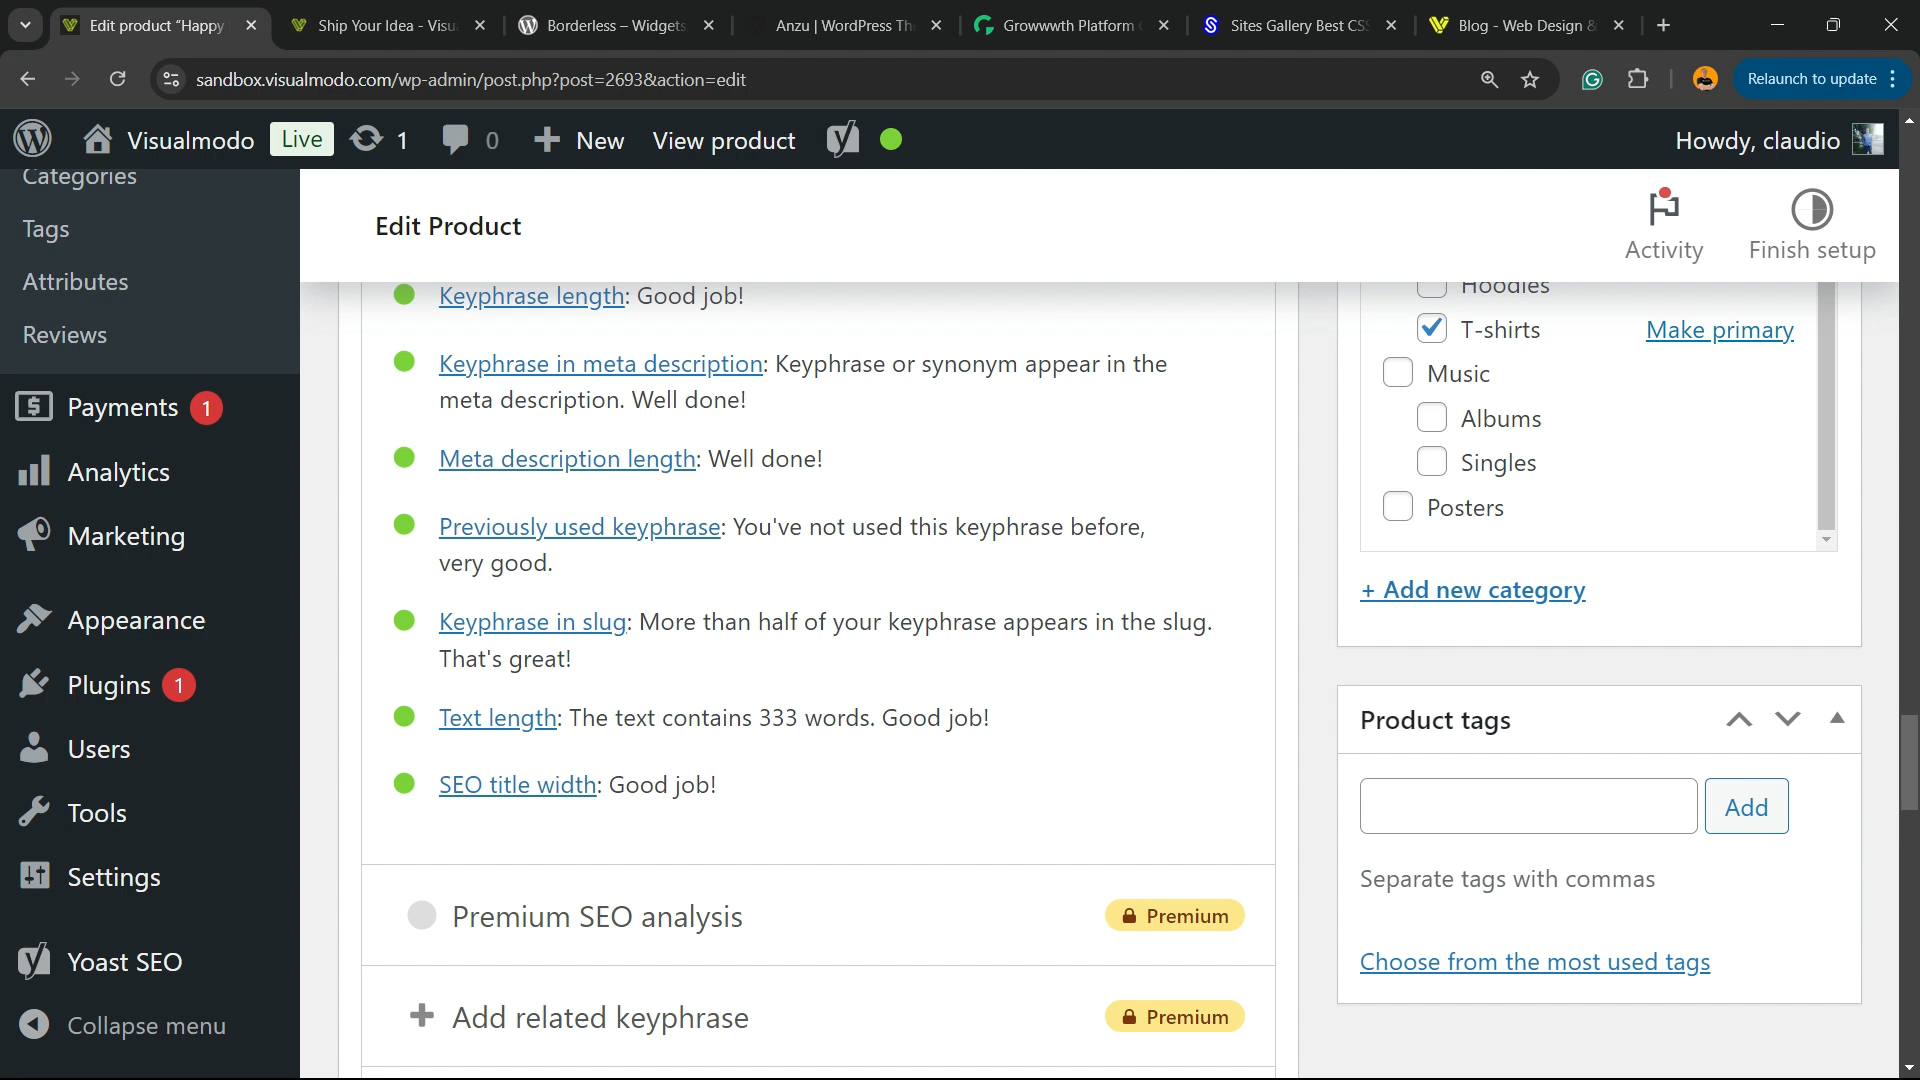 Edit product "Happy
Ship Your Idea - Visu
Borderless – Widgets
Anzu | WordPress Th
Growwwth Platform
Sites Gallery Best CSS
Blog - Web Design &
sandbox.visualmodo.com/wp-admin/post.php?post=2693&action=edit
Relaunch to update
Visualmodo Live 1 0 New View product
Howdy, claudio
Categories
Tags
Attributes
Reviews
Payments 1
Analytics
Marketing
Appearance
Plugins 1
Users
Tools
Settings
Yoast SEO
Collapse menu
Edit Product
Activity
Finish setup
Keyphrase length: Good job!
Keyphrase in meta description: Keyphrase or synonym appear in the
meta description. Well done!
Meta description length: Well done!
Previously used keyphrase: You've not used this keyphrase before,
very good.
Keyphrase in slug: More than half of your keyphrase appears in the slug.
That's great!
Text length: The text contains 333 words. Good job!
SEO title width: Good job!
Premium SEO analysis Premium
Add related keyphrase Premium
Hoodies
T-shirts Make primary
Music
Albums
Singles
Posters
+ Add new category
Product tags
Add
Separate tags with commas
Choose from the most used tags